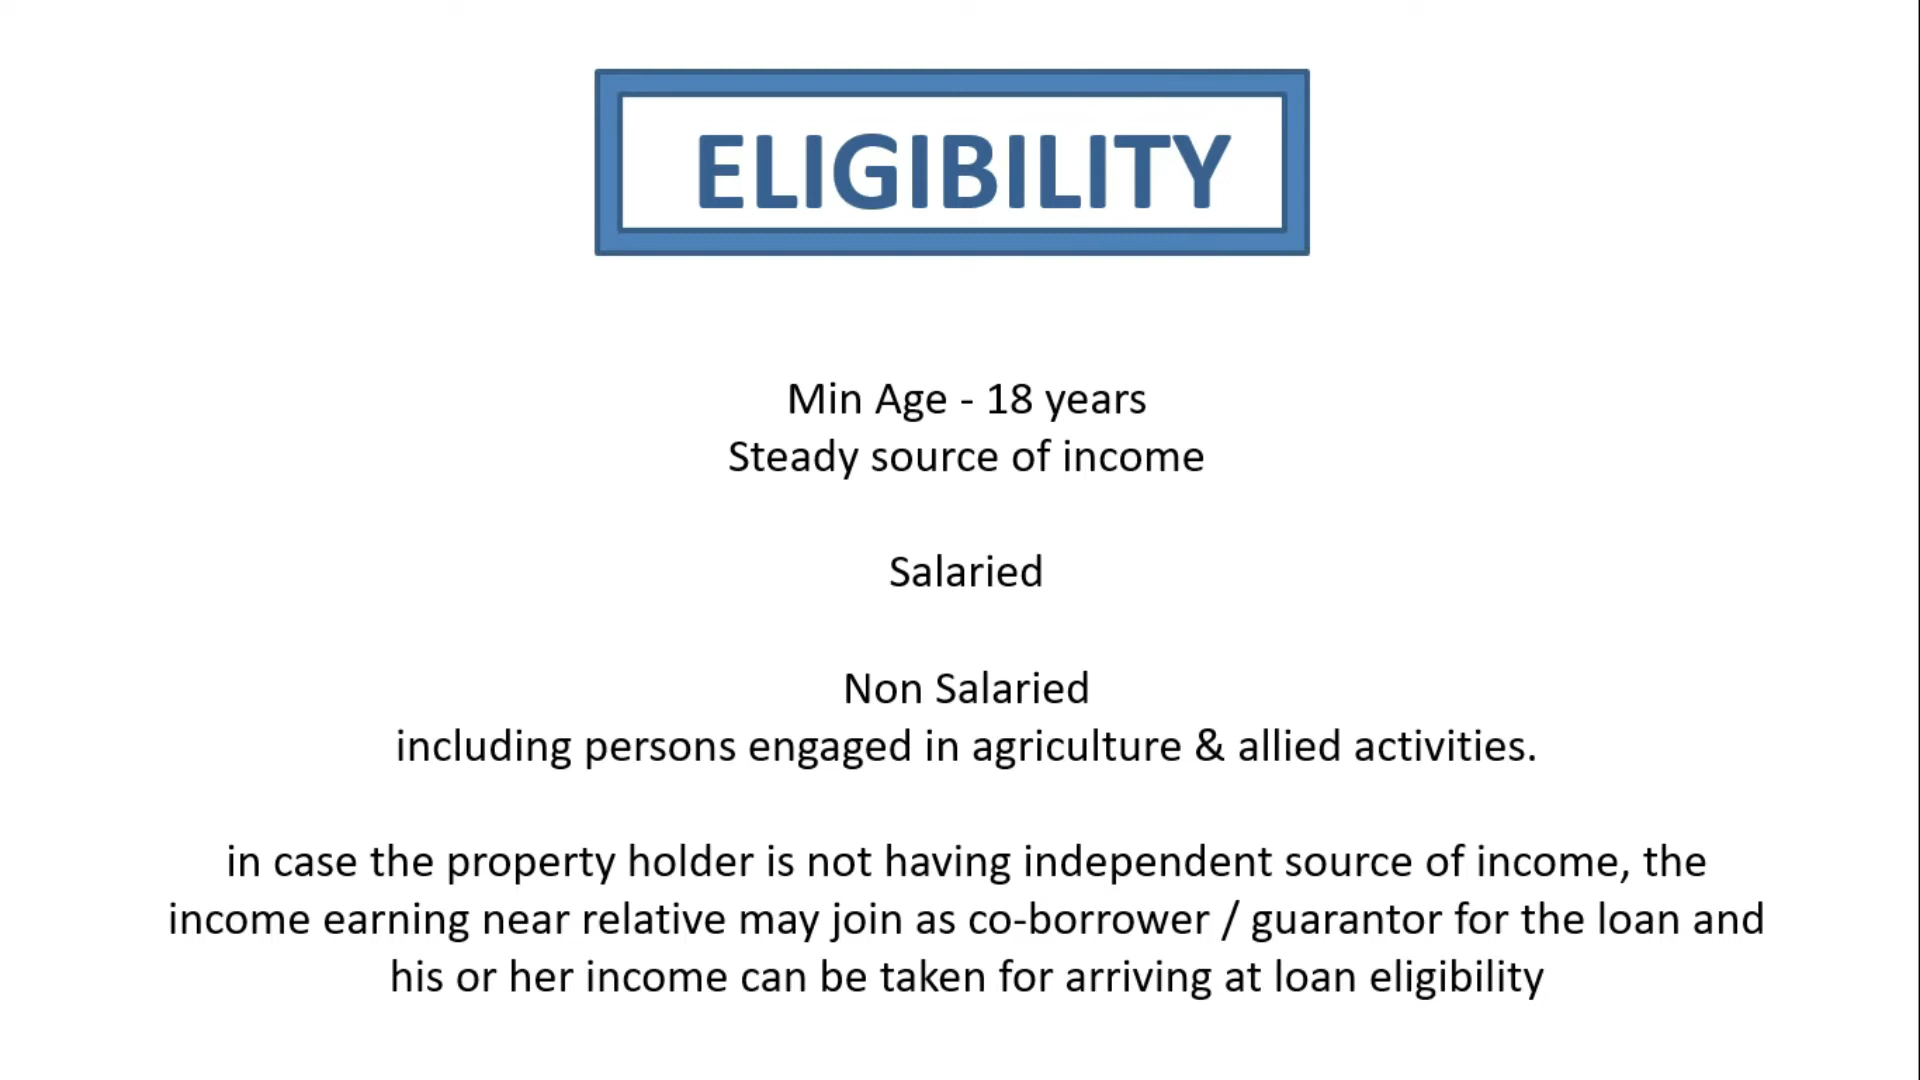 ELIGIBILITY
Min Age - 18 years
Steady source of income
Salaried
Non Salaried
including persons engaged in agriculture & allied activities.
in case the property holder is not having independent source of income, the
income earning near relative may join as co-borrower / guarantor for the loan and
his or her income can be taken for arriving at loan eligibility